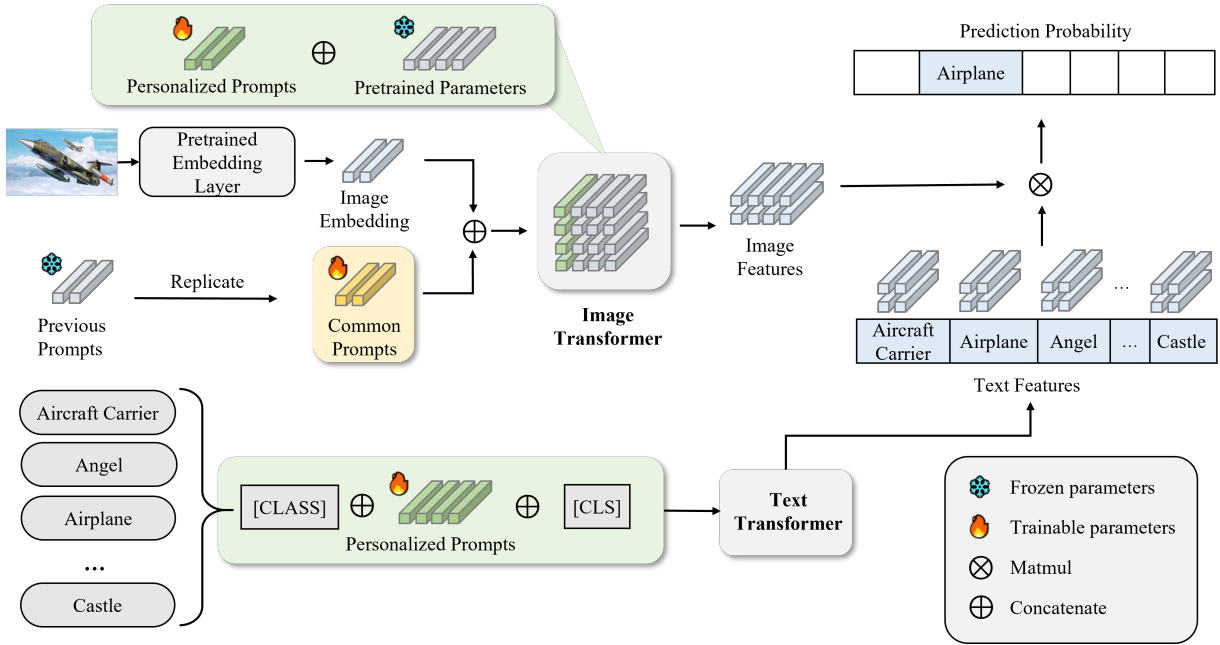 Personalized Prompts
Pretrained Parameters
Prediction Probability
Airplane
Pretrained
Embedding
Layer
Image
Embedding
Previous
Prompts
Replicate
Common
Prompts
Image
Transformer
Image
Features
Aircraft
Carrier
Airplane
Angel
...
...
Castle
Text Features
Aircraft Carrier
Angel
Airplane
...
Castle
[CLASS]
[CLS]
Personalized Prompts
Text
Transformer
Frozen parameters
Trainable parameters
Matmul
Concatenate